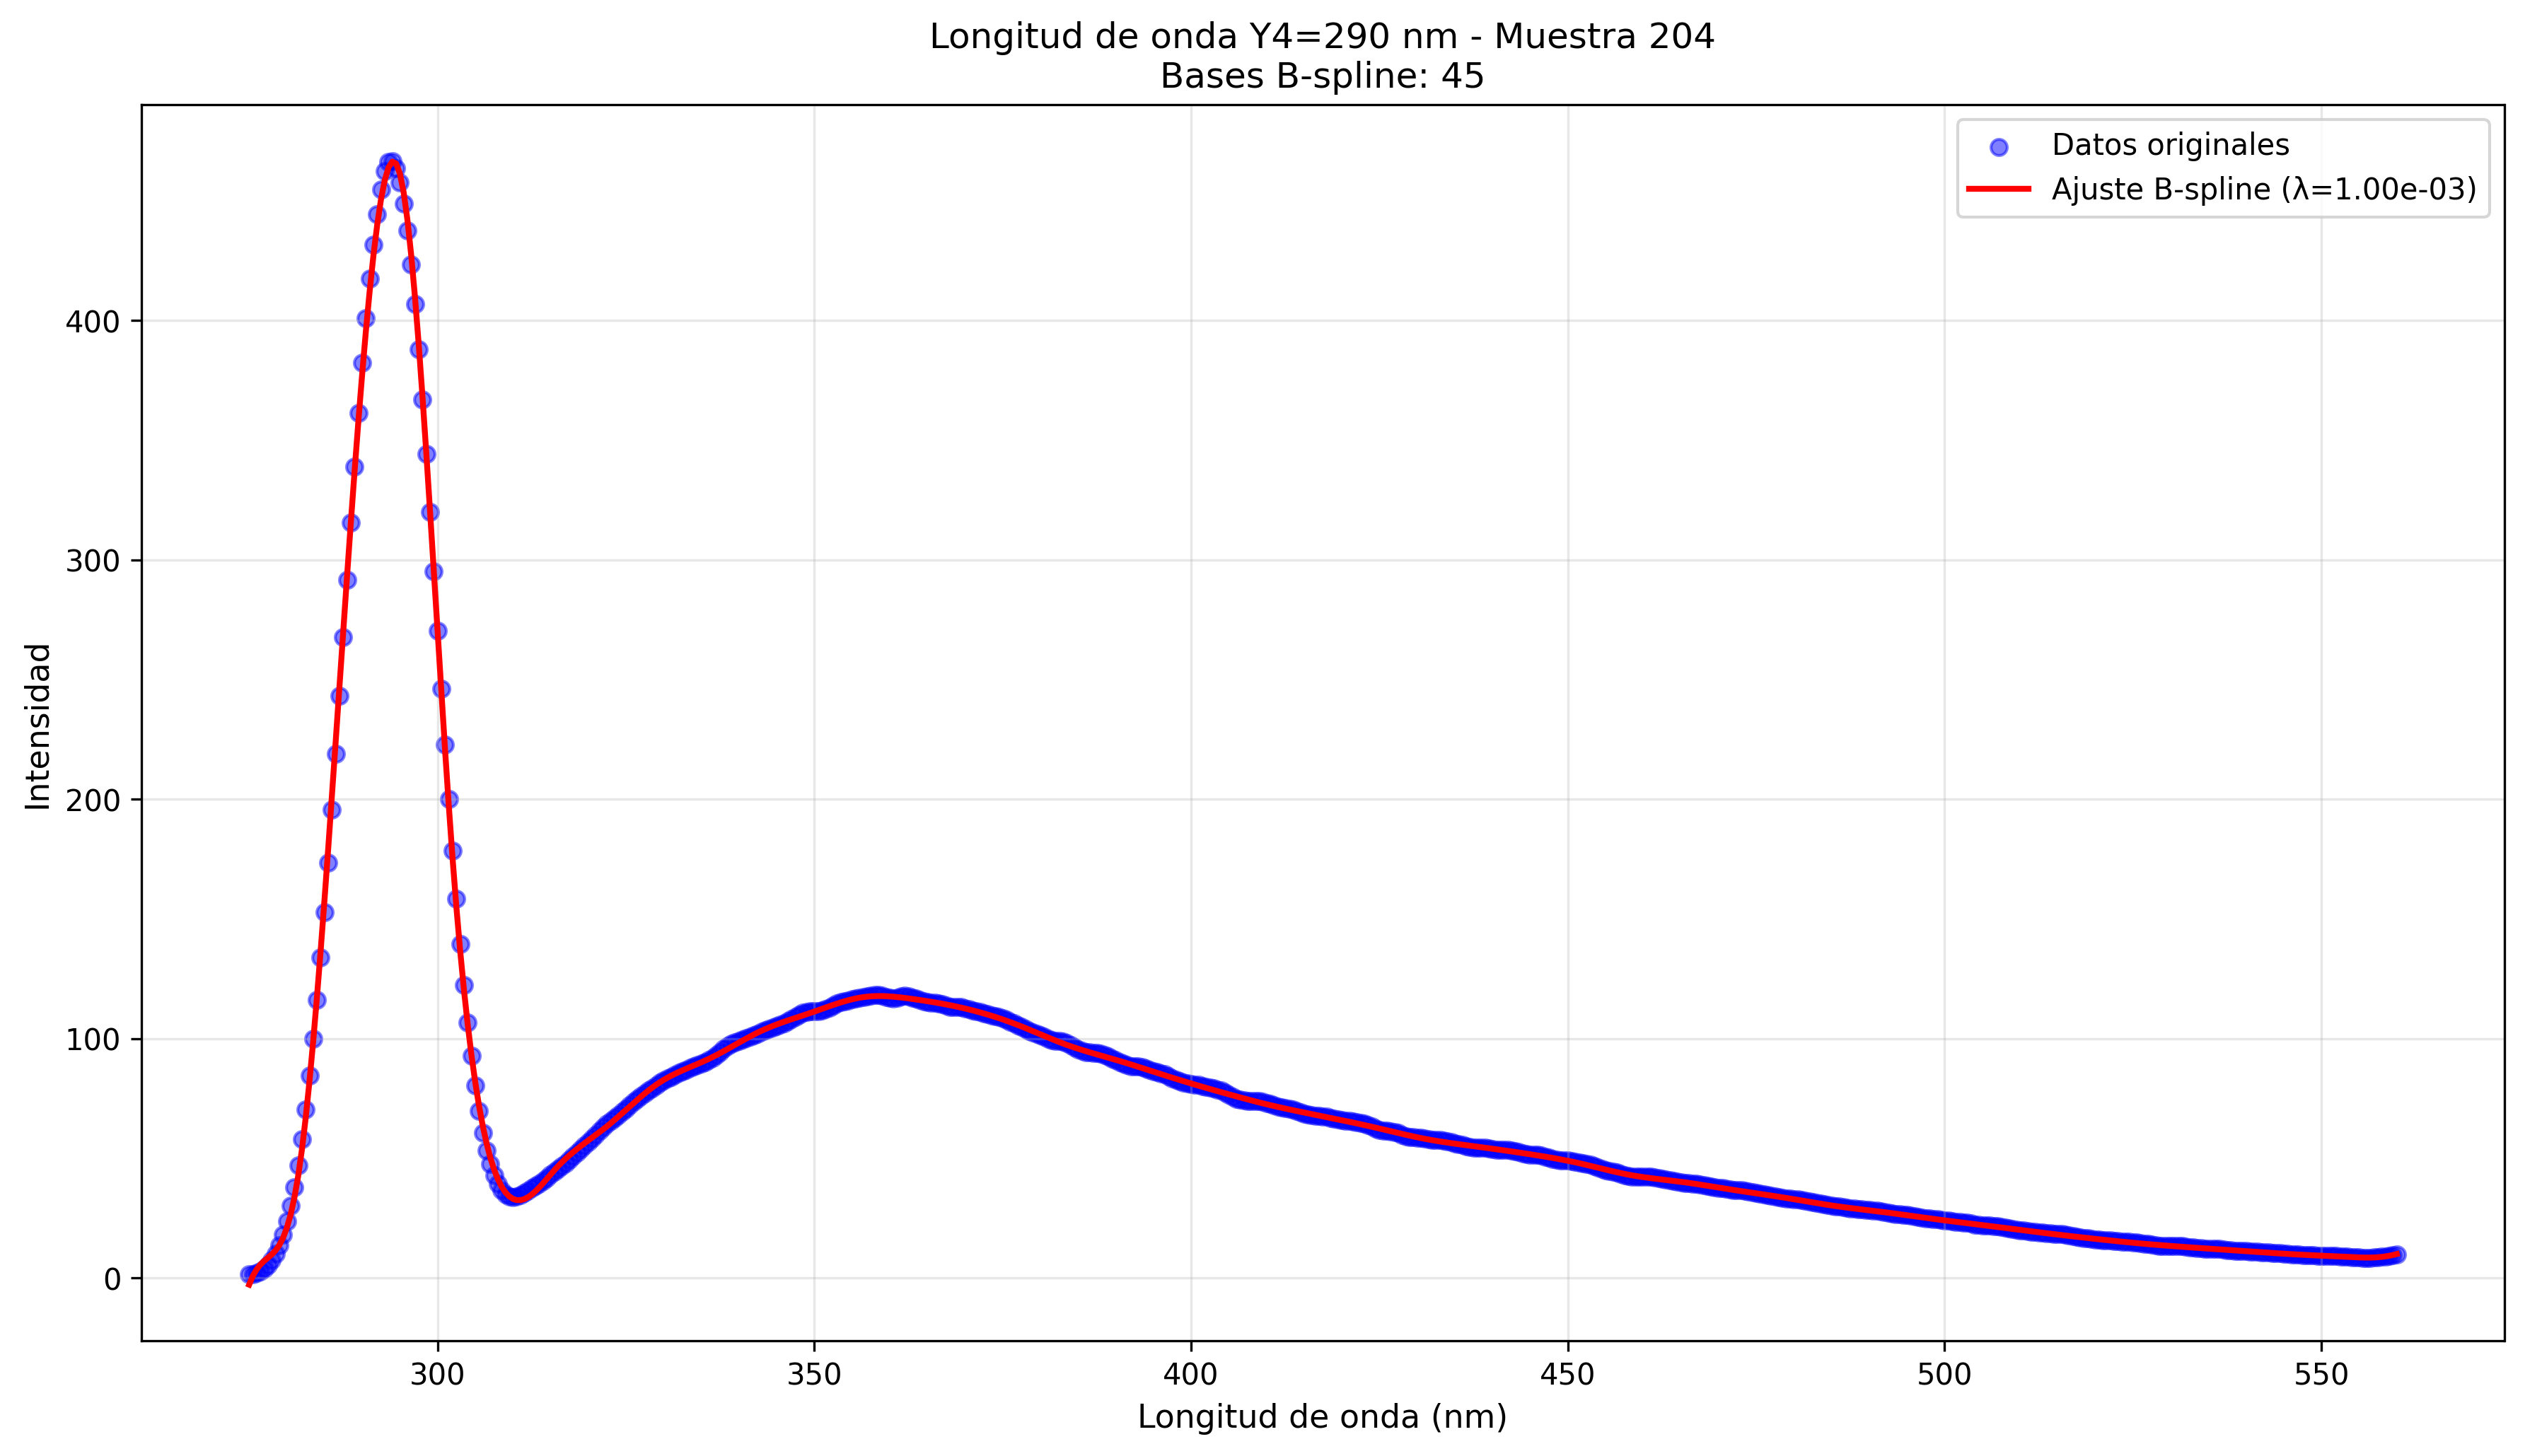 Longitud de onda Y4=290 nm - Muestra 204
Bases B-spline: 45
Datos originales
Ajuste B-spline (λ=1.00e-03)
Intensidad
400
300
200
100
0
300 350 400 450 500 550
Longitud de onda (nm)